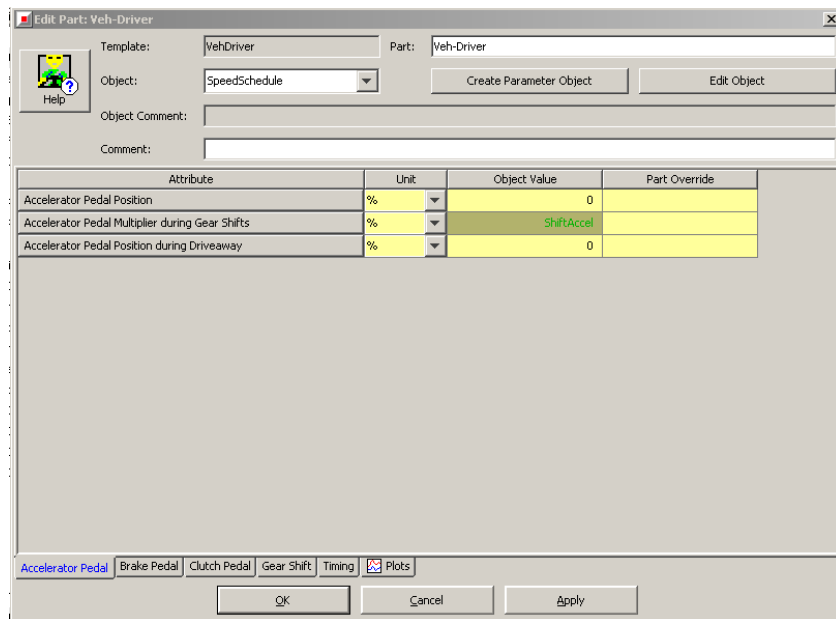 Edit Part: Veh-Driver
Template: VehDriver Part: Veh-Driver
Help
Object: SpeedSchedule Create Parameter Object Edit Object
Object Comment:
Comment:
Attribute Unit Object Value Part Override
Accelerator Pedal Position % 0
Accelerator Pedal Multiplier during Gear Shifts % ShiftAccel
Accelerator Pedal Position during Driveaway % 0
Accelerator Pedal Brake Pedal Clutch Pedal Gear Shift Timing Plots
OK Cancel Apply